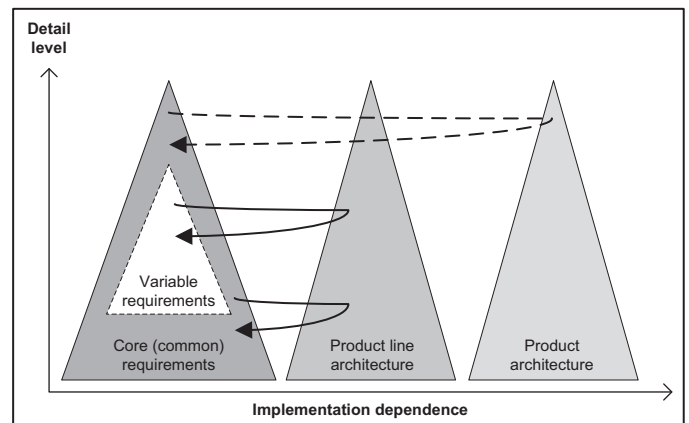 Detail
level
Variable
requirements
Core (common)
requirements
Product line
architecture
Product
architecture
Implementation dependence